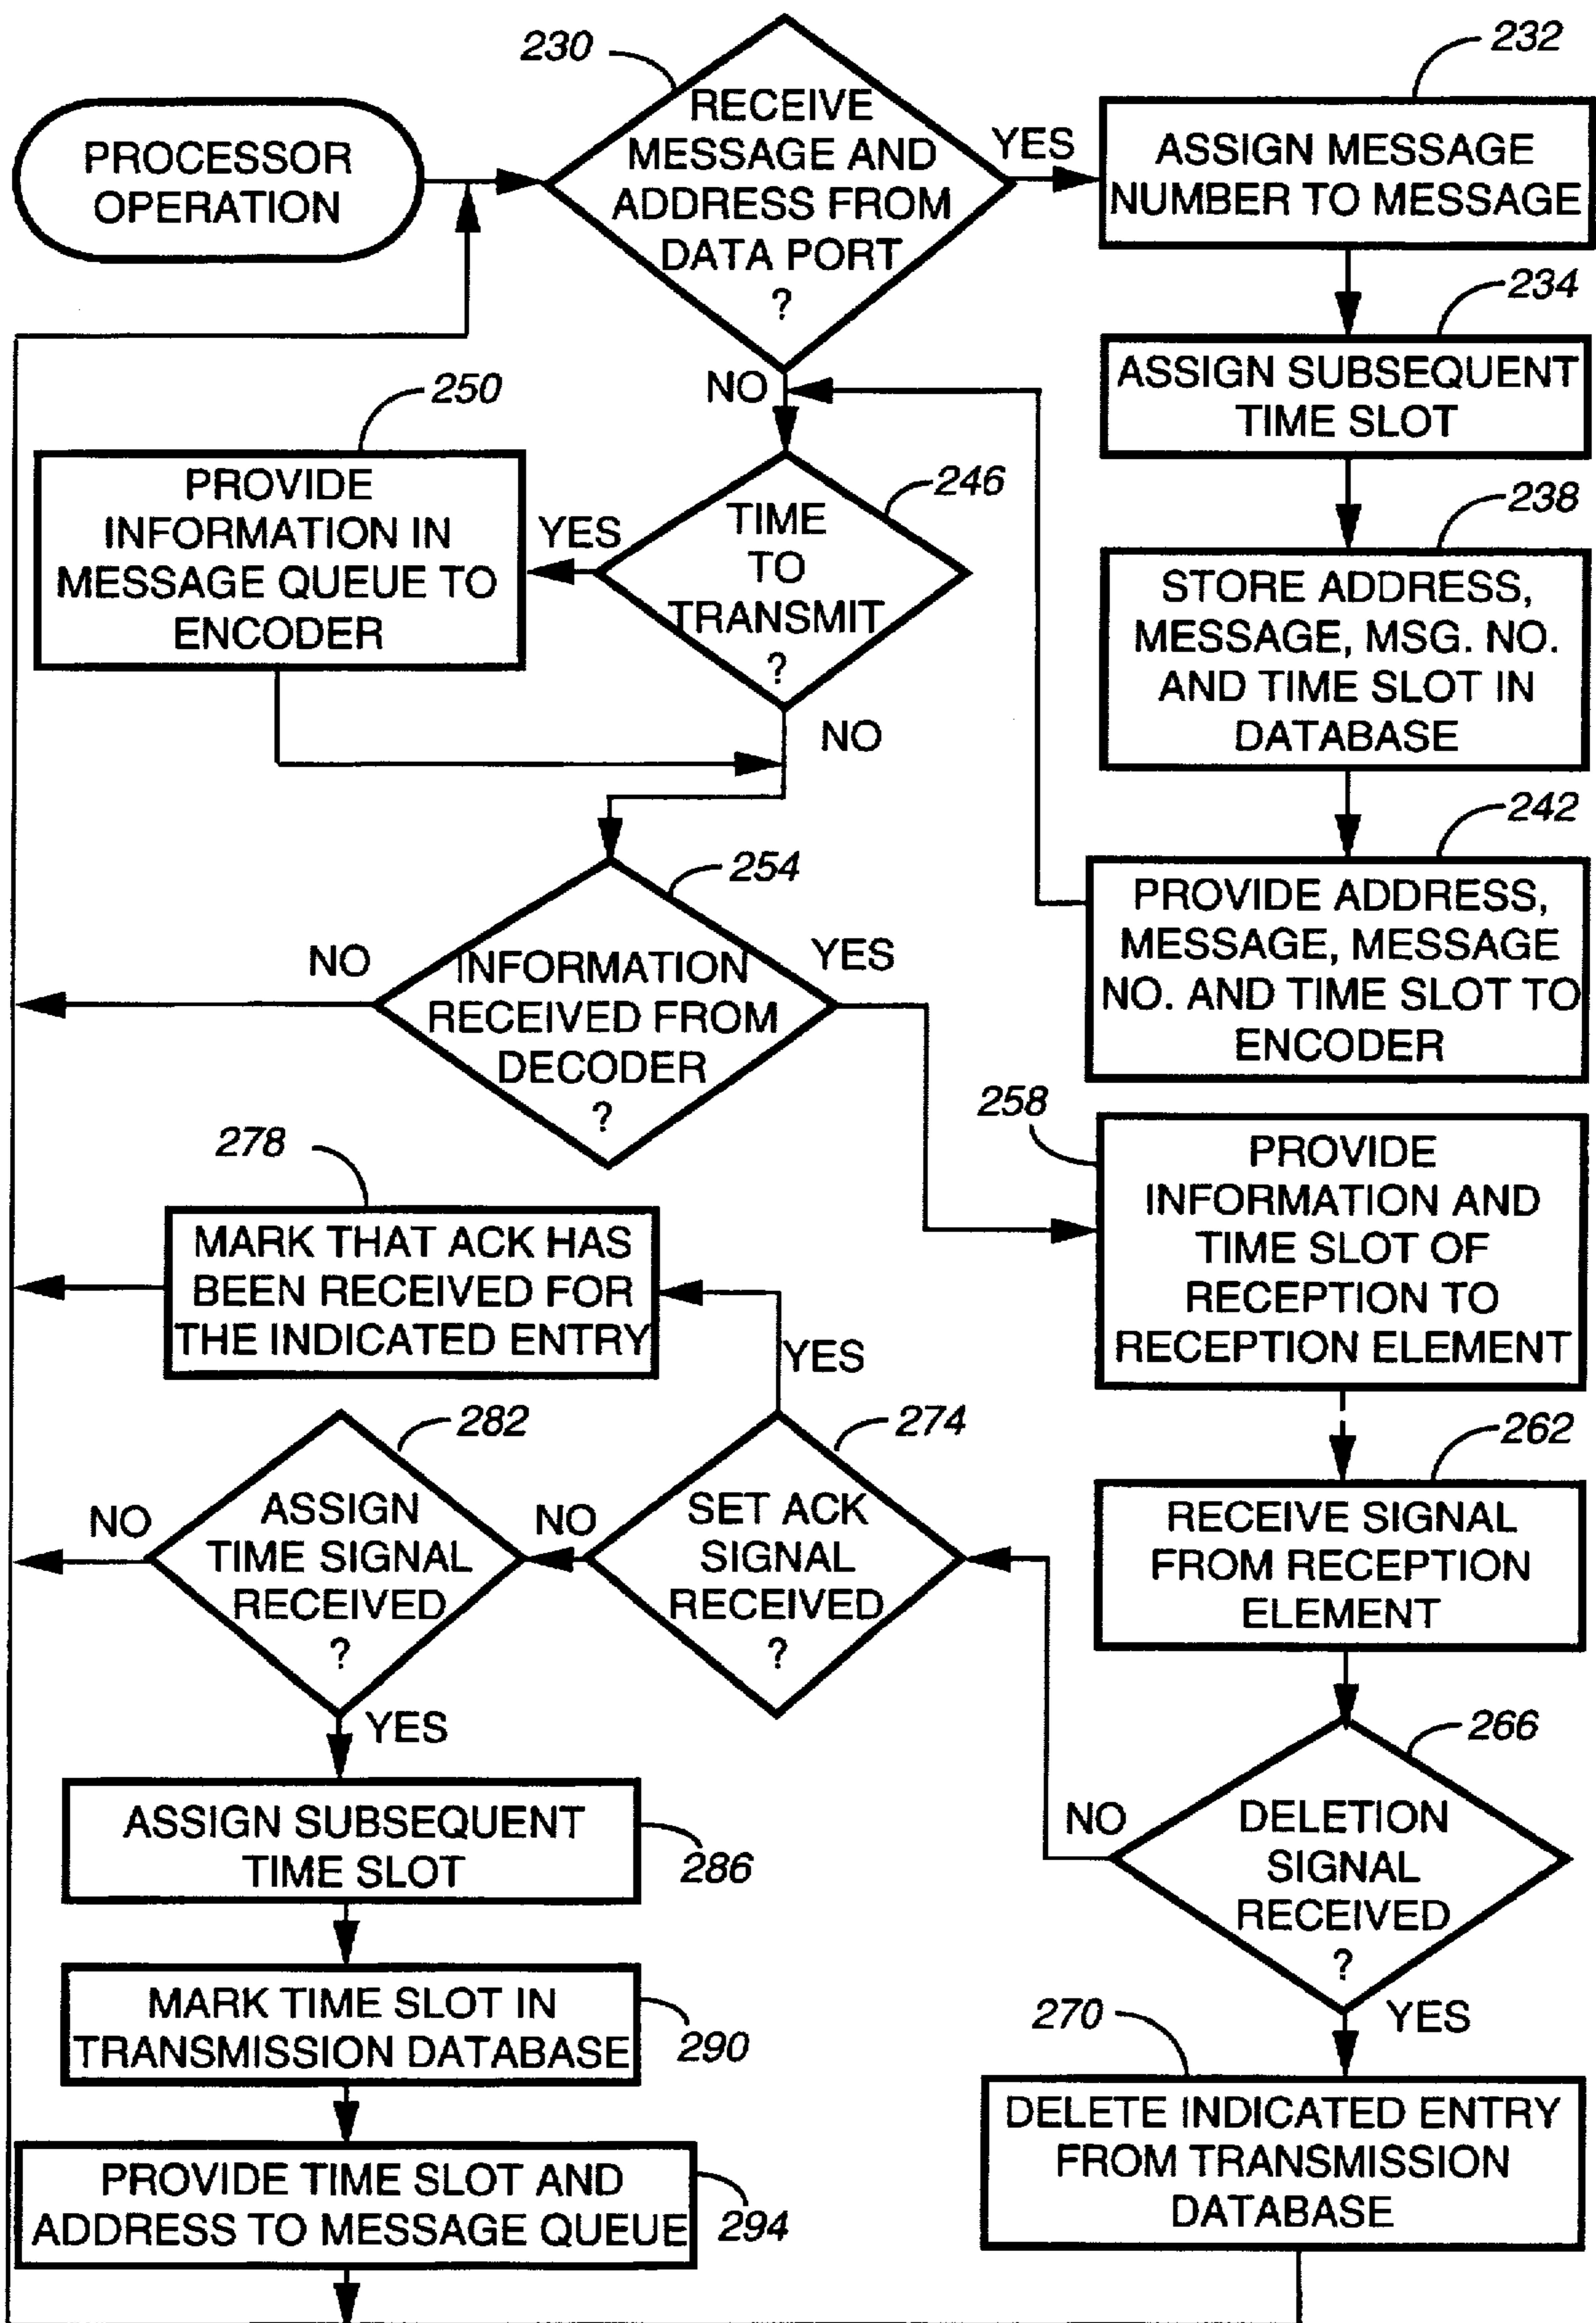 PROCESSOR
OPERATION
230
RECEIVE
MESSAGE AND
ADDRESS FROM
DATA PORT
?
YES
232
ASSIGN MESSAGE
NUMBER TO MESSAGE
234
ASSIGN SUBSEQUENT
TIME SLOT
238
STORE ADDRESS,
MESSAGE, MSG. NO.
AND TIME SLOT IN
DATABASE
242
PROVIDE ADDRESS,
MESSAGE, MESSAGE
NO. AND TIME SLOT TO
ENCODER
NO
246
TIME
TO
TRANSMIT
?
YES
250
PROVIDE
INFORMATION IN
MESSAGE QUEUE TO
ENCODER
NO
254
INFORMATION
RECEIVED FROM
DECODER
?
NO
YES
258
PROVIDE
INFORMATION AND
TIME SLOT OF
RECEPTION TO
RECEPTION ELEMENT
262
RECEIVE SIGNAL
FROM RECEPTION
ELEMENT
266
DELETION
SIGNAL
RECEIVED
?
NO
YES
270
DELETE INDICATED ENTRY
FROM TRANSMISSION
DATABASE
274
SET ACK
SIGNAL
RECEIVED
?
YES
278
MARK THAT ACK HAS
BEEN RECEIVED FOR
THE INDICATED ENTRY
NO
282
ASSIGN
TIME SIGNAL
RECEIVED
?
NO
YES
ASSIGN SUBSEQUENT
TIME SLOT
286
MARK TIME SLOT IN
TRANSMISSION DATABASE
290
PROVIDE TIME SLOT AND
ADDRESS TO MESSAGE QUEUE
294